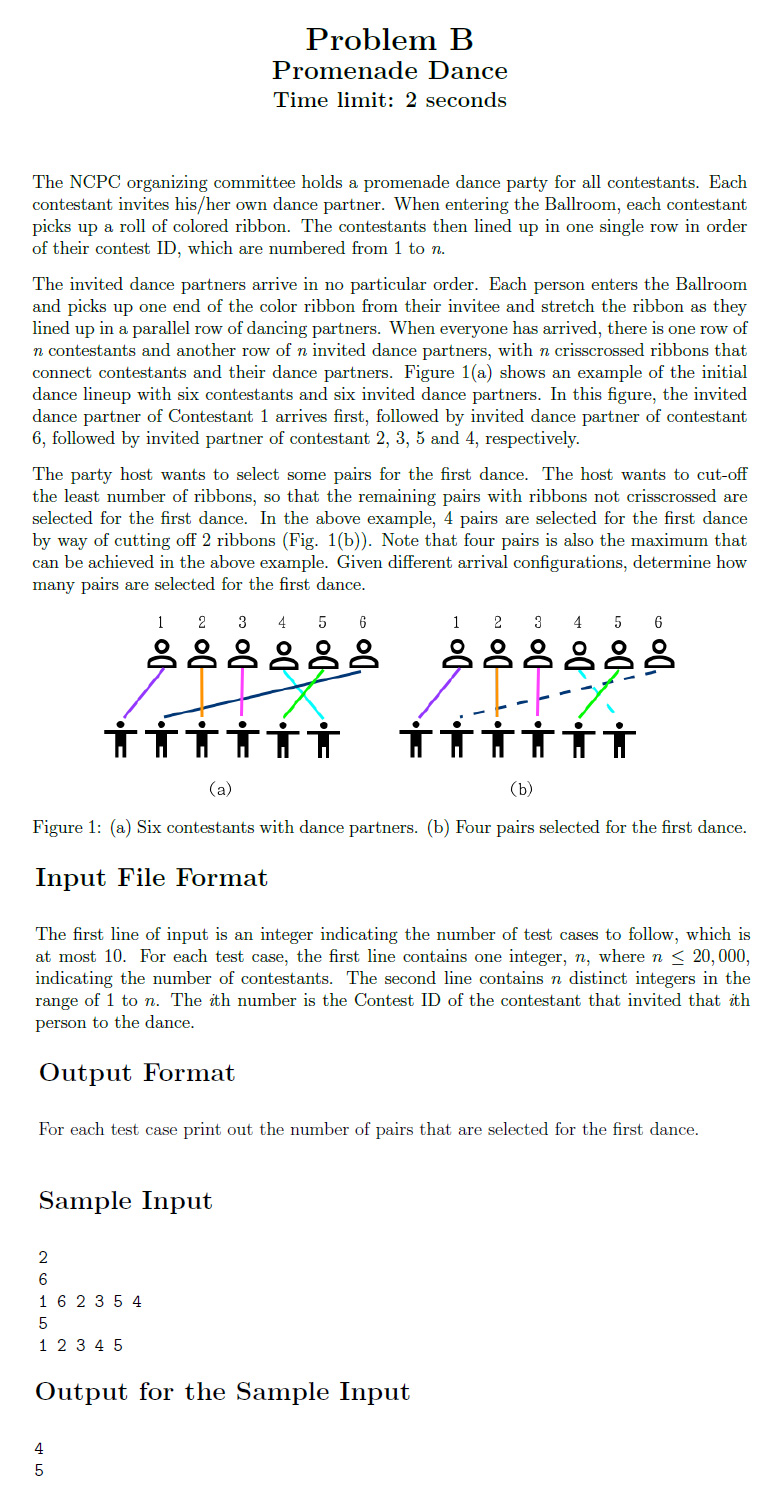 Problem B
Promenade Dance
Time limit: 2 seconds
The NCPC organizing committee holds a promenade dance party for all contestants. Each
contestant invites his/her own dance partner. When entering the Ballroom, each contestant
picks up a roll of colored ribbon. The contestants then lined up in one single row in order
of their contest ID, which are numbered from 1 to n.
The invited dance partners arrive in no particular order. Each person enters the Ballroom
and picks up one end of the color ribbon from their invitee and stretch the ribbon as they
lined up in a parallel row of dancing partners. When everyone has arrived, there is one row of
n contestants and another row of n invited dance partners, with n crisscrossed ribbons that
connect contestants and their dance partners. Figure 1(a) shows an example of the initial
dance lineup with six contestants and six invited dance partners. In this figure, the invited
dance partner of Contestant 1 arrives first, followed by invited dance partner of contestant
6, followed by invited partner of contestant 2, 3, 5 and 4, respectively.
The party host wants to select some pairs for the first dance. The host wants to cut-off
the least number of ribbons, so that the remaining pairs with ribbons not crisscrossed are
selected for the first dance. In the above example, 4 pairs are selected for the first dance
by way of cutting off 2 ribbons (Fig. 1(b)). Note that four pairs is also the maximum that
can be achieved in the above example. Given different arrival configurations, determine how
many pairs are selected for the first dance.
1 2 3 4 5 6 1 2 3 4 5 6
(a) (b)
Figure 1: (a) Six contestants with dance partners. (b) Four pairs selected for the first dance.
Input File Format
The first line of input is an integer indicating the number of test cases to follow, which is
at most 10. For each test case, the first line contains one integer, n, where n ≤ 20,000,
indicating the number of contestants. The second line contains n distinct integers in the
range of 1 to n. The ith number is the Contest ID of the contestant that invited that ith
person to the dance.
Output Format
For each test case print out the number of pairs that are selected for the first dance.
Sample Input
2
6
1 6 2 3 5 4
5
1 2 3 4 5
Output for the Sample Input
4
5